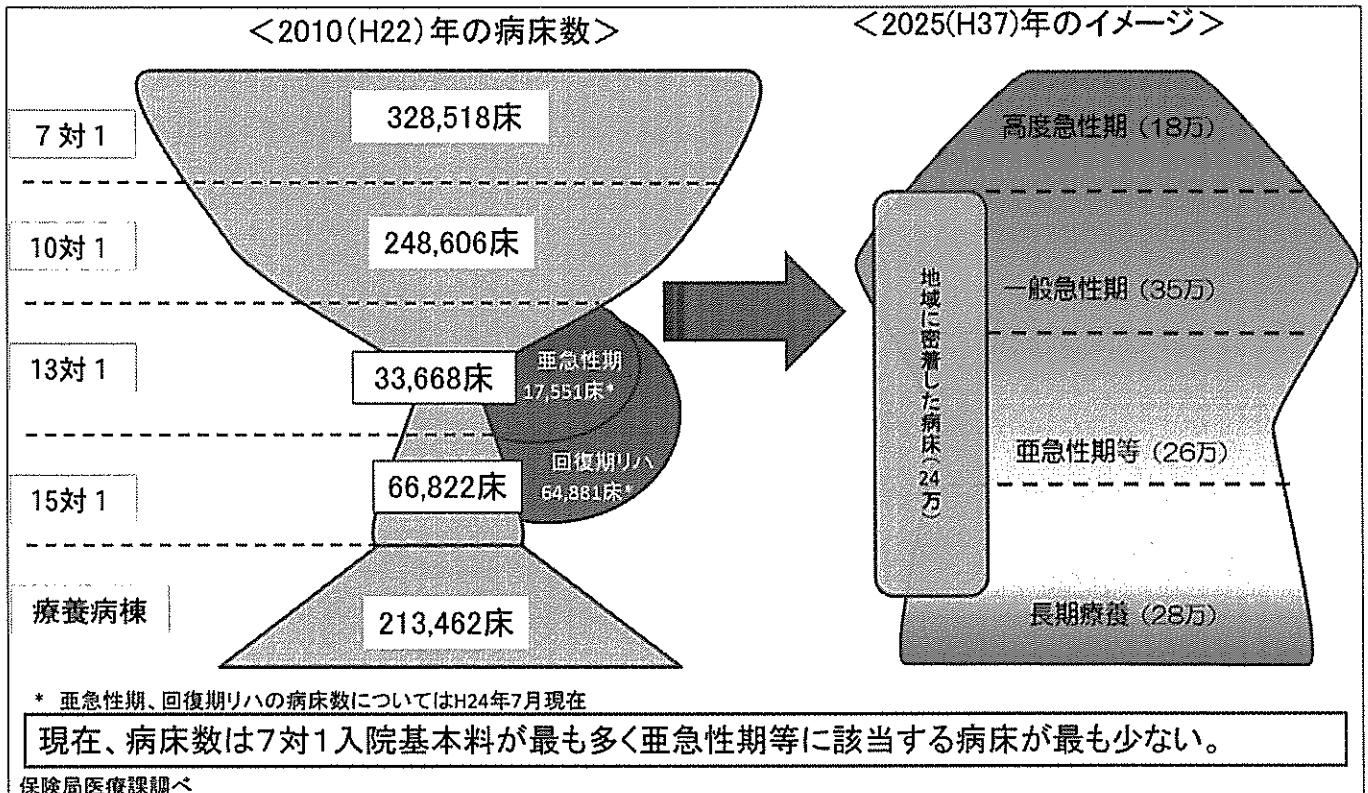 ＜2010(H22)年の病床数＞
＜2025(H37)年のイメージ＞
7対1
328,518床
10対1
248,606床
13対1
33,668床
亜急性期
17,551床*
15対1
66,822床
回復期リハ
64,881床*
療養病棟
213,462床
高度急性期（18万）
地域に密着した病床（24万）
一般急性期（35万）
亜急性期等（26万）
長期療養（28万）
* 亜急性期、回復期リハの病床数についてはH24年7月現在
現在、病床数は7対1入院基本料が最も多く亜急性期等に該当する病床が最も少ない。
保険局医療課調べ